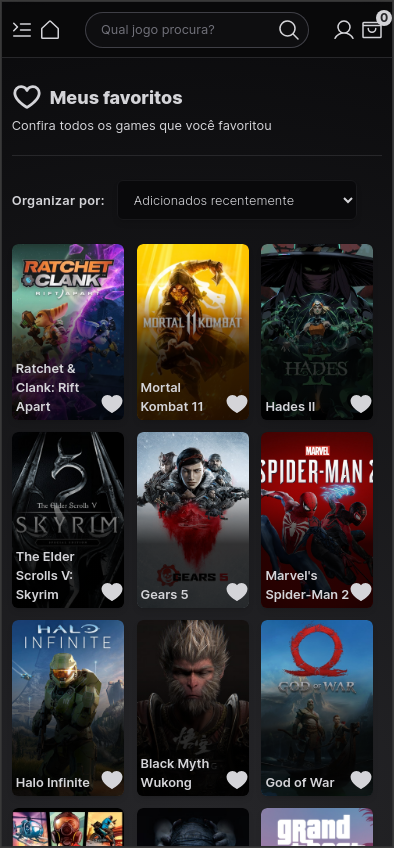 Qual jogo procura?
0
Meus favoritos
Confira todos os games que você favoritou
Organizar por:
Adicionados recentemente
RATCHET
CLANK
RIFT APART
Ratchet &
Clank: Rift
Apart
MORTAL KOMBAT
11
Mortal
Kombat 11
HADES
II
Hades II
The Elder Scrolls V
SKYRIM
The Elder
Scrolls V:
Skyrim
GEARS 5
Gears 5
MARVEL
SPIDER-MAN 2
Marvel's
Spider-Man 2
HALO
INFINITE
Halo Infinite
悟空
Black Myth
Wukong
GOD OF WAR
God of War
grand